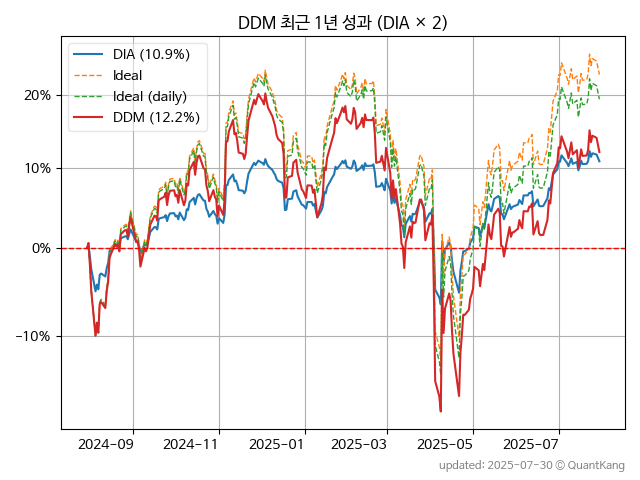 DDM 최근 1년 성과 (DIA × 2)
DIA (10.9%)
Ideal
Ideal (daily)
DDM (12.2%)
20%
10%
0%
−10%
2024-09
2024-11
2025-01
2025-03
2025-05
2025-07
updated: 2025-07-30 © QuantKang